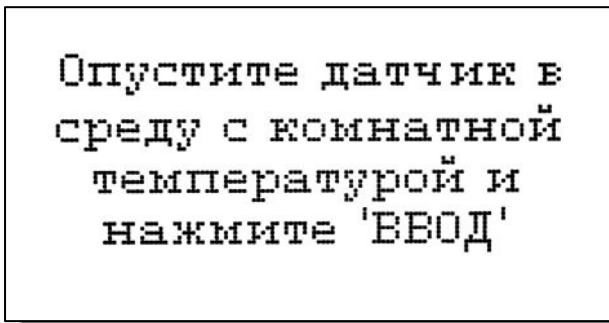 Опустите датчик в
среду с комнатной
температурой и
нажмите 'ВВОД'